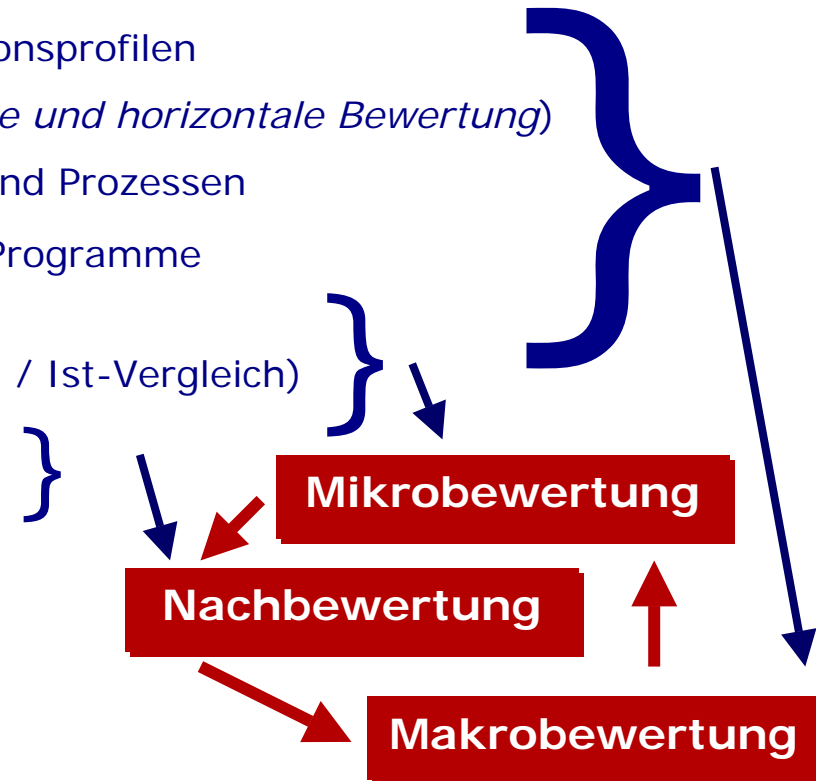 onsprofilen
e und horizontale Bewertung)
nd Prozessen
Programme
/ Ist-Vergleich)
Mikrobewertung
Nachbewertung
Makrobewertung